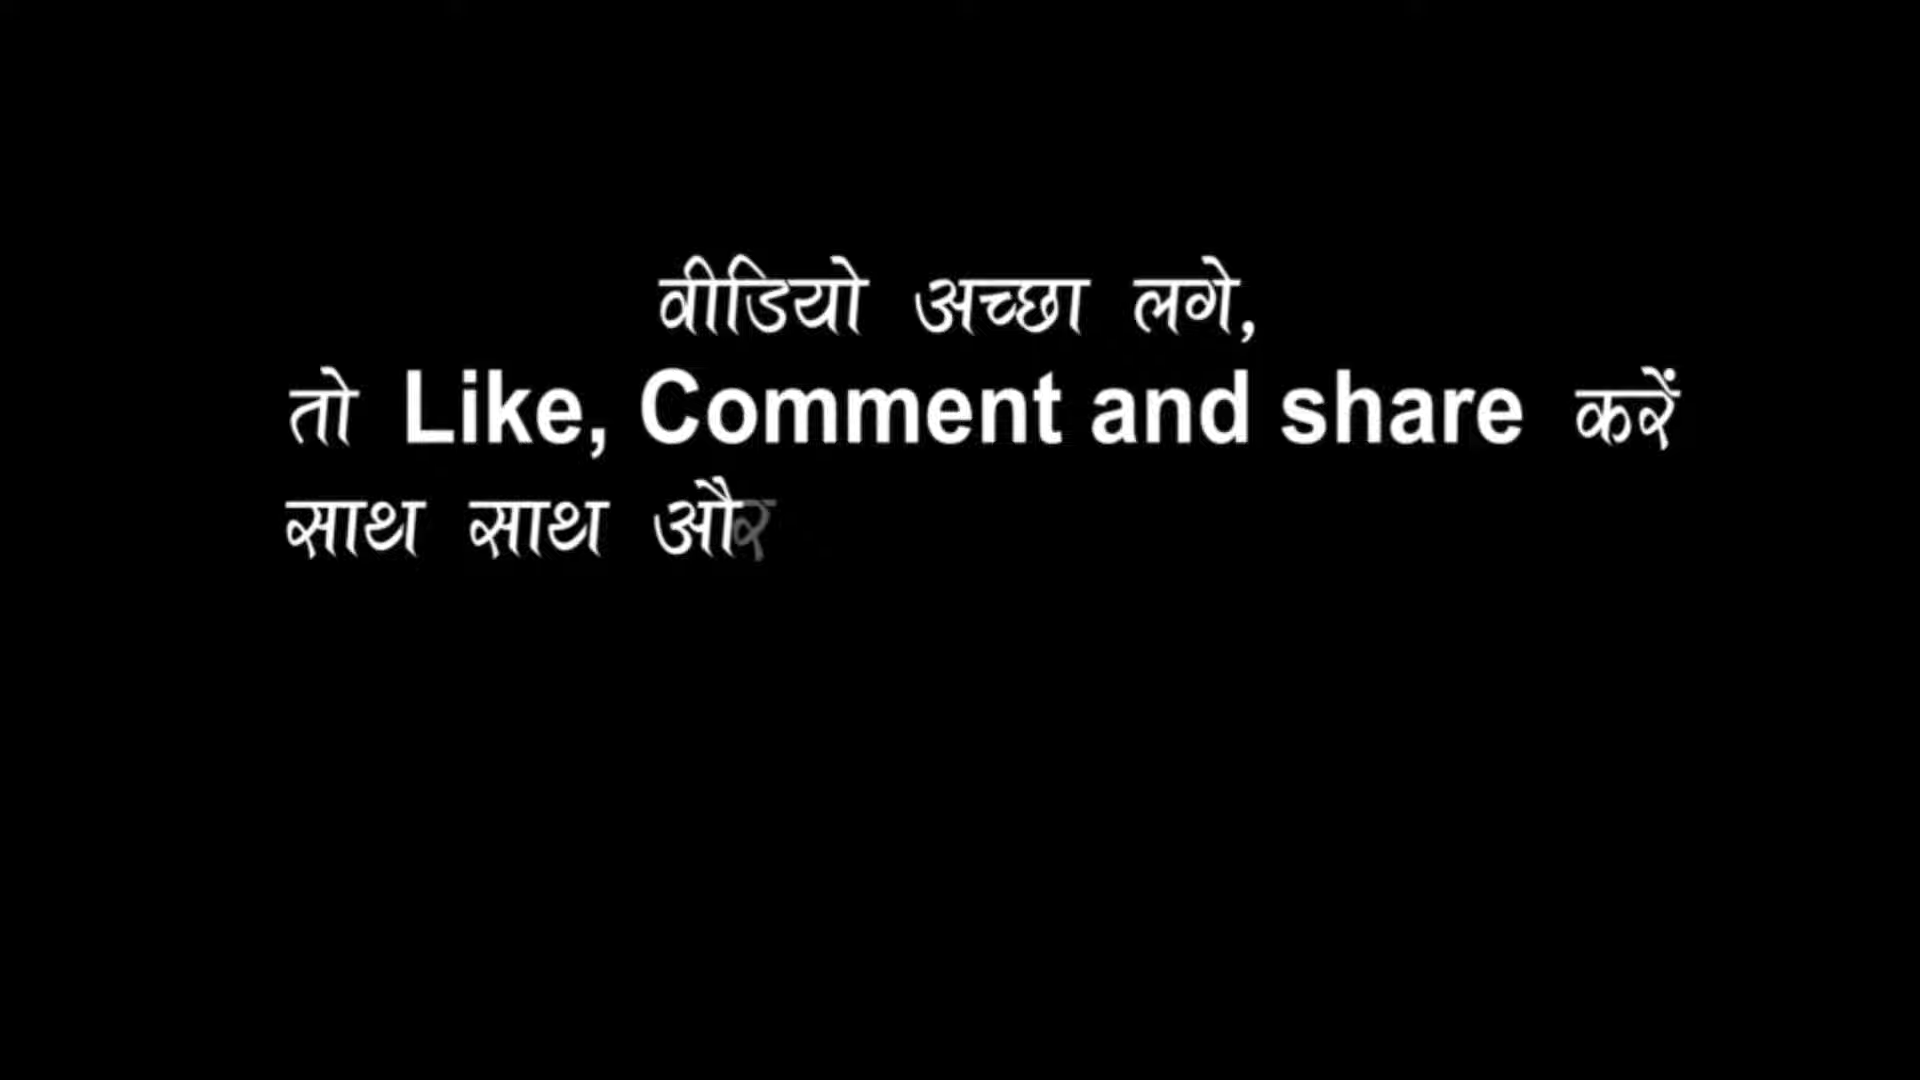 वीडियो अच्छा लगे,
तो Like, Comment and share करें
साथ साथ और